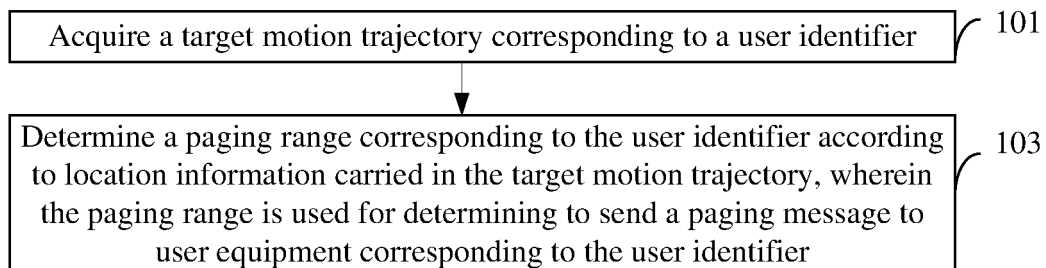 Acquire a target motion trajectory corresponding to a user identifier
101
Determine a paging range corresponding to the user identifier according
to location information carried in the target motion trajectory, wherein
the paging range is used for determining to send a paging message to
user equipment corresponding to the user identifier
103